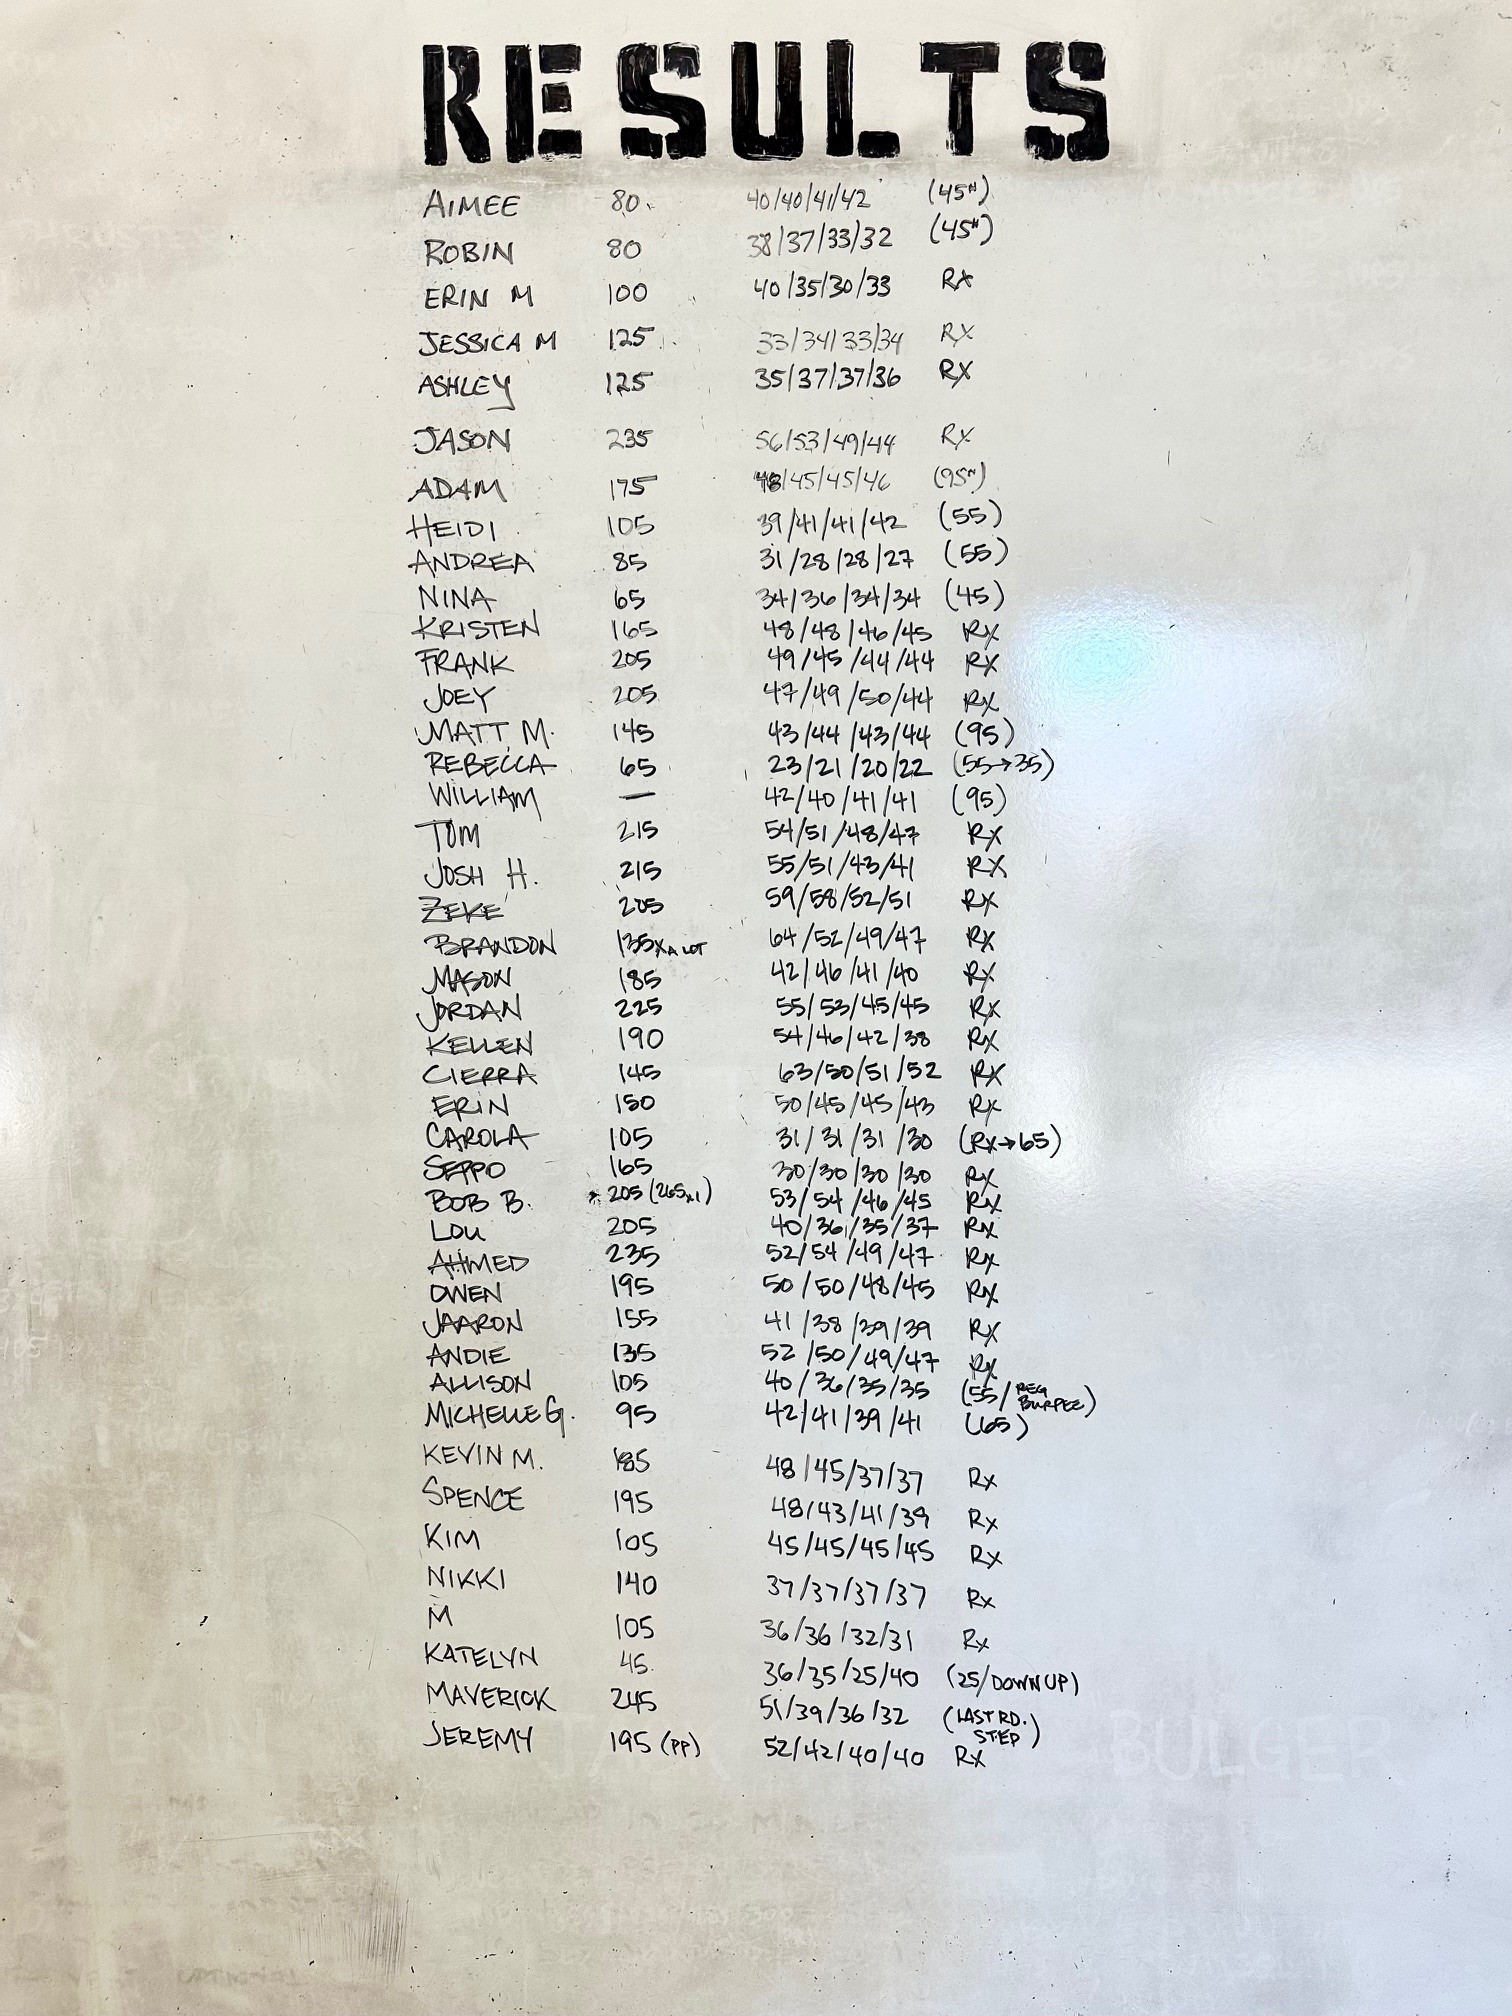 RESULTS
AIMEE 80 40/40/41/42 (45#)
ROBIN 80 38/37/33/32 (45#)
ERIN M 100 40/35/30/33 RX
JESSICA M 125 33/34/33/34 RX
ASHLEY 125 35/37/37/36 RX
JASON 235 56/53/49/44 RX
ADAM 175 48/45/45/46 (95#)
HEIDI 105 39/41/41/42 (55)
ANDREA 85 31/28/28/27 (55)
NINA 65 34/36/34/34 (45)
KRISTEN 165 48/48/46/45 RX
FRANK 205 49/45/44/44 RX
JOEY 205 47/49/50/44 RX
MATT M. 145 43/44/43/44 (95)
REBECCA 65 23/21/20/22 (55→35)
WILLIAM — 42/40/41/41 (95)
TOM 215 54/51/48/47 RX
JOSH H. 215 55/51/43/41 RX
ZEKE 205 59/58/52/51 RX
BRANDON 135 X A LOT 64/52/49/47 RX
MASON 185 42/46/41/40 RX
JORDAN 225 55/53/45/45 RX
KELLEN 190 54/46/42/38 RX
CIERRA 145 63/50/51/52 RX
ERIN 150 50/45/45/43 RX
CAROLA 105 31/31/31/30 (RX→65)
SEPPO 165 30/30/30/30 RX
BOB B. * 205 (265x1) 53/54/46/45 RX
LOU 205 40/36/35/37 RX
AHMED 235 52/54/49/47 RX
OWEN 195 50/50/48/45 RX
JAARON 155 41/38/39/39 RX
ANDIE 135 52/50/49/47 RX
ALLISON 105 40/36/35/35 (55/REG BURPEE)
MICHELLE G. 95 42/41/39/41 (65)
KEVIN M. 185 48/45/37/37 RX
SPENCE 195 48/43/41/39 RX
KIM 105 45/45/45/45 RX
NIKKI 140 37/37/37/37 RX
M 105 36/36/32/31 RX
KATELYN 45 36/35/25/40 (25/DOWN UP)
MAVERICK 245 51/39/36/32 (LAST RD. STEP)
JEREMY 195 (PP) 52/42/40/40 RX